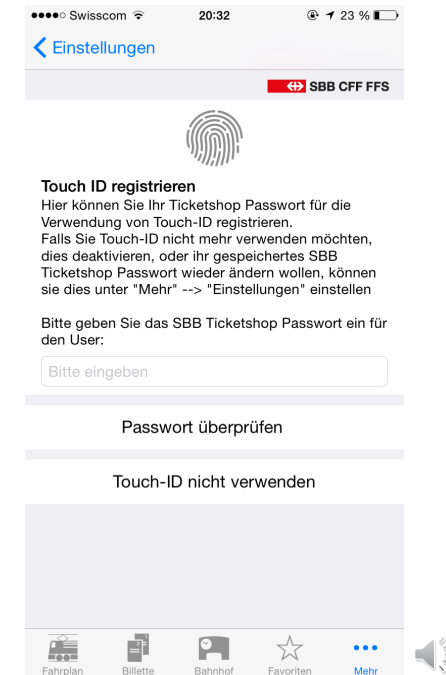 Swisscom 20:32 23 %
Einstellungen
SBB CFF FFS
Touch ID registrieren
Hier können Sie Ihr Ticketshop Passwort für die
Verwendung von Touch-ID registrieren.
Falls Sie Touch-ID nicht mehr verwenden möchten,
dies deaktivieren, oder ihr gespeichertes SBB
Ticketshop Passwort wieder ändern wollen, können
sie dies unter "Mehr" --> "Einstellungen" einstellen
Bitte geben Sie das SBB Ticketshop Passwort ein für
den User:
Bitte eingeben
Passwort überprüfen
Touch-ID nicht verwenden
Fahrplan Billette Bahnhof Favoriten Mehr